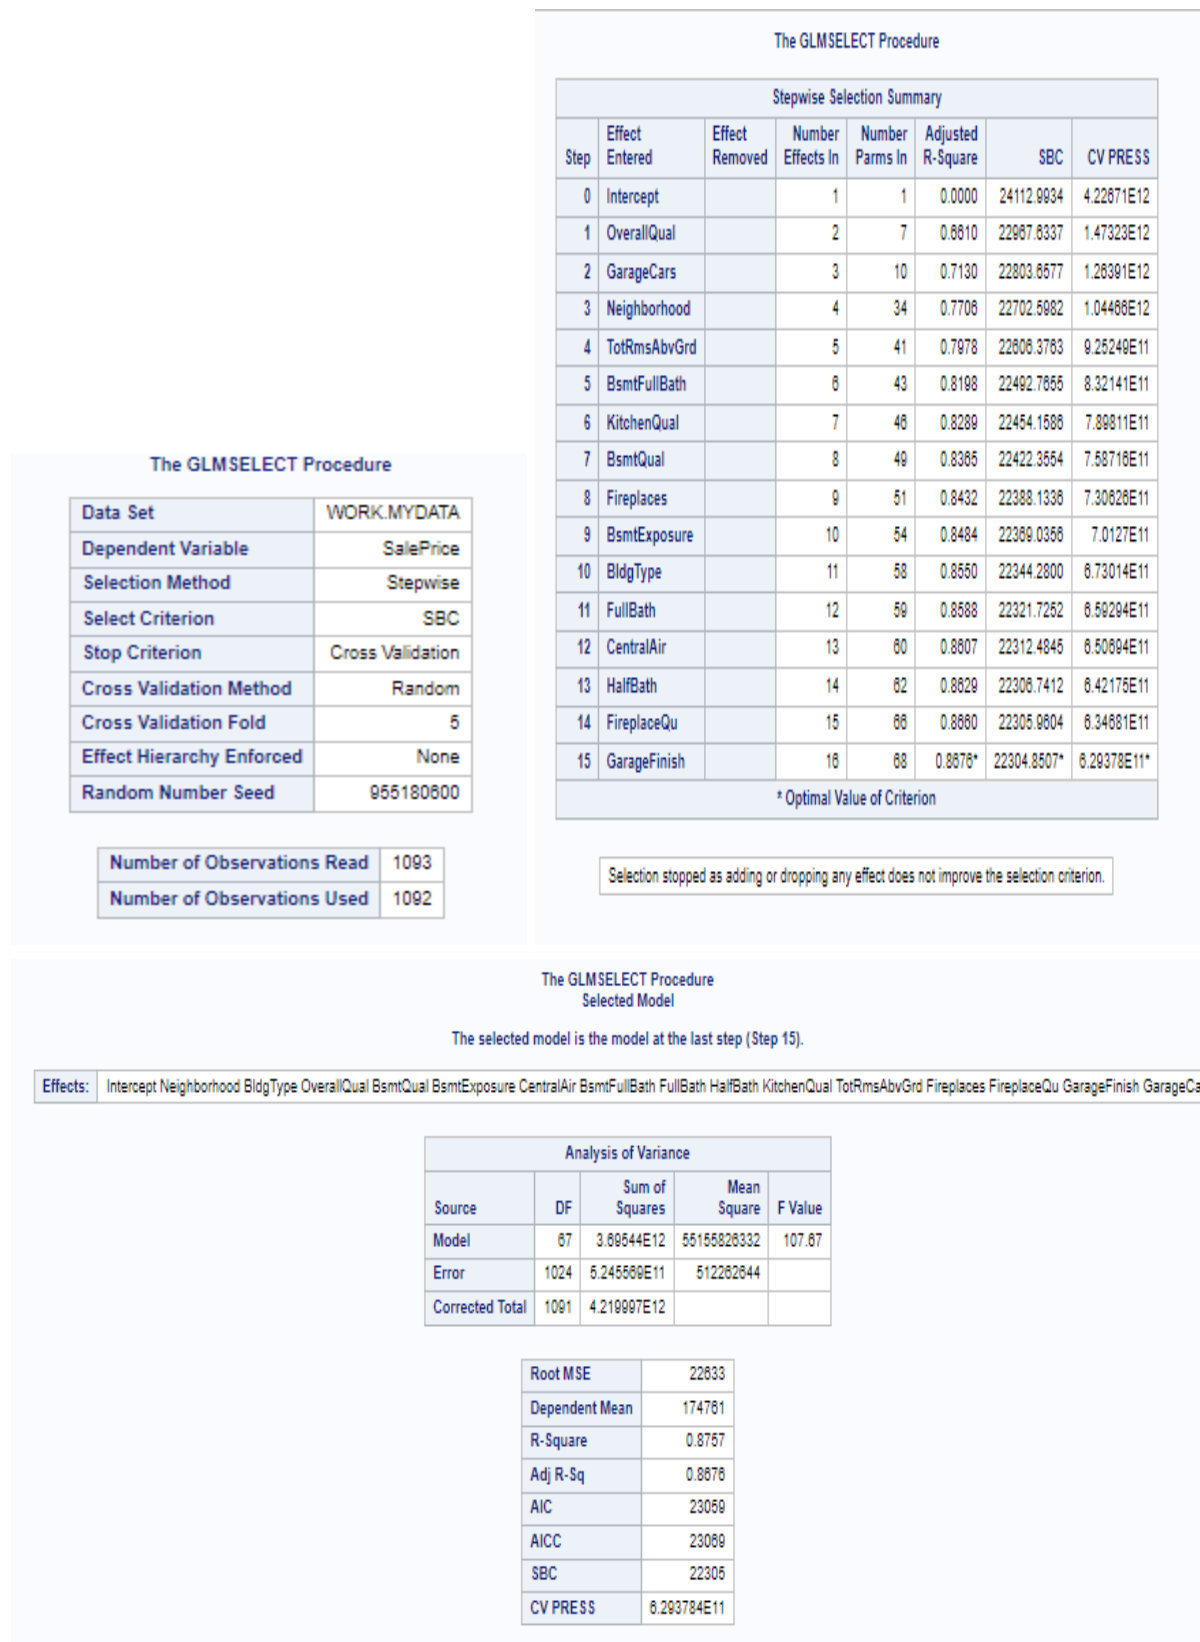 The GLMSELECT Procedure
Data Set WORK.MYDATA
Dependent Variable SalePrice
Selection Method Stepwise
Select Criterion SBC
Stop Criterion Cross Validation
Cross Validation Method Random
Cross Validation Fold 5
Effect Hierarchy Enforced None
Random Number Seed 955180600
Number of Observations Read 1093
Number of Observations Used 1092
The GLMSELECT Procedure
Stepwise Selection Summary
Step Effect Entered Effect Removed Number Effects In Number Parms In Adjusted R-Square SBC CV PRESS
0 Intercept 1 1 0.0000 24112.9934 4.22671E12
1 OverallQual 2 7 0.6610 22967.6337 1.47323E12
2 GarageCars 3 10 0.7130 22803.6577 1.26391E12
3 Neighborhood 4 34 0.7706 22702.5982 1.04466E12
4 TotRmsAbvGrd 5 41 0.7978 22606.3763 9.25249E11
5 BsmtFullBath 6 43 0.8198 22492.7655 8.32141E11
6 KitchenQual 7 46 0.8289 22454.1586 7.89811E11
7 BsmtQual 8 49 0.8365 22422.3554 7.58716E11
8 Fireplaces 9 51 0.8432 22388.1336 7.30626E11
9 BsmtExposure 10 54 0.8484 22369.0356 7.0127E11
10 BldgType 11 58 0.8550 22344.2800 6.73014E11
11 FullBath 12 59 0.8588 22321.7252 6.59294E11
12 CentralAir 13 60 0.8607 22312.4845 6.50694E11
13 HalfBath 14 62 0.8629 22306.7412 6.42175E11
14 FireplaceQu 15 66 0.8660 22305.9604 6.34681E11
15 GarageFinish 16 68 0.8676* 22304.8507* 6.29378E11*
* Optimal Value of Criterion
Selection stopped as adding or dropping any effect does not improve the selection criterion.
The GLMSELECT Procedure
Selected Model
The selected model is the model at the last step (Step 15).
Effects: Intercept Neighborhood BldgType OverallQual BsmtQual BsmtExposure CentralAir BsmtFullBath FullBath HalfBath KitchenQual TotRmsAbvGrd Fireplaces FireplaceQu GarageFinish GarageCa
Analysis of Variance
Source DF Sum of Squares Mean Square F Value
Model 67 3.69544E12 55155826332 107.67
Error 1024 5.245569E11 512262644
Corrected Total 1091 4.219997E12
Root MSE 22633
Dependent Mean 174761
R-Square 0.8757
Adj R-Sq 0.8676
AIC 23059
AICC 23069
SBC 22305
CV PRESS 6.293784E11